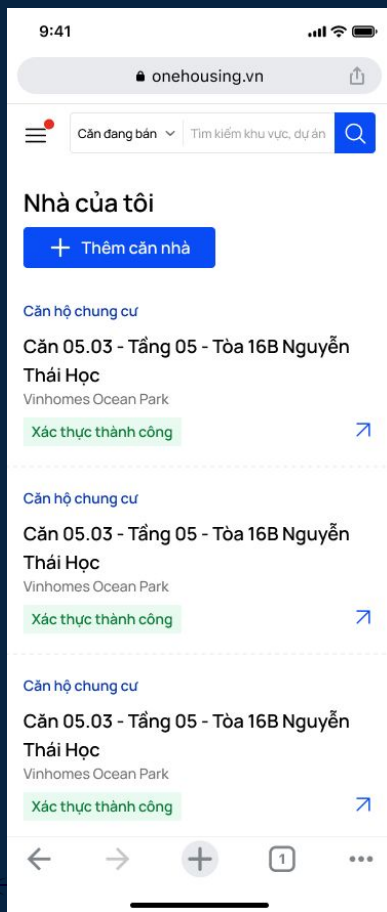 9:41
onehousing.vn
Căn đang bán Tìm kiếm khu vực, dự án
Nhà của tôi
Thêm căn nhà
Căn hộ chung cư
Căn 05.03 - Tầng 05 - Tòa 16B Nguyễn
Thái Học
Vinhomes Ocean Park
Xác thực thành công
Căn hộ chung cư
Căn 05.03 - Tầng 05 - Tòa 16B Nguyễn
Thái Học
Vinhomes Ocean Park
Xác thực thành công
Căn hộ chung cư
Căn 05.03 - Tầng 05 - Tòa 16B Nguyễn
Thái Học
Vinhomes Ocean Park
Xác thực thành công
1